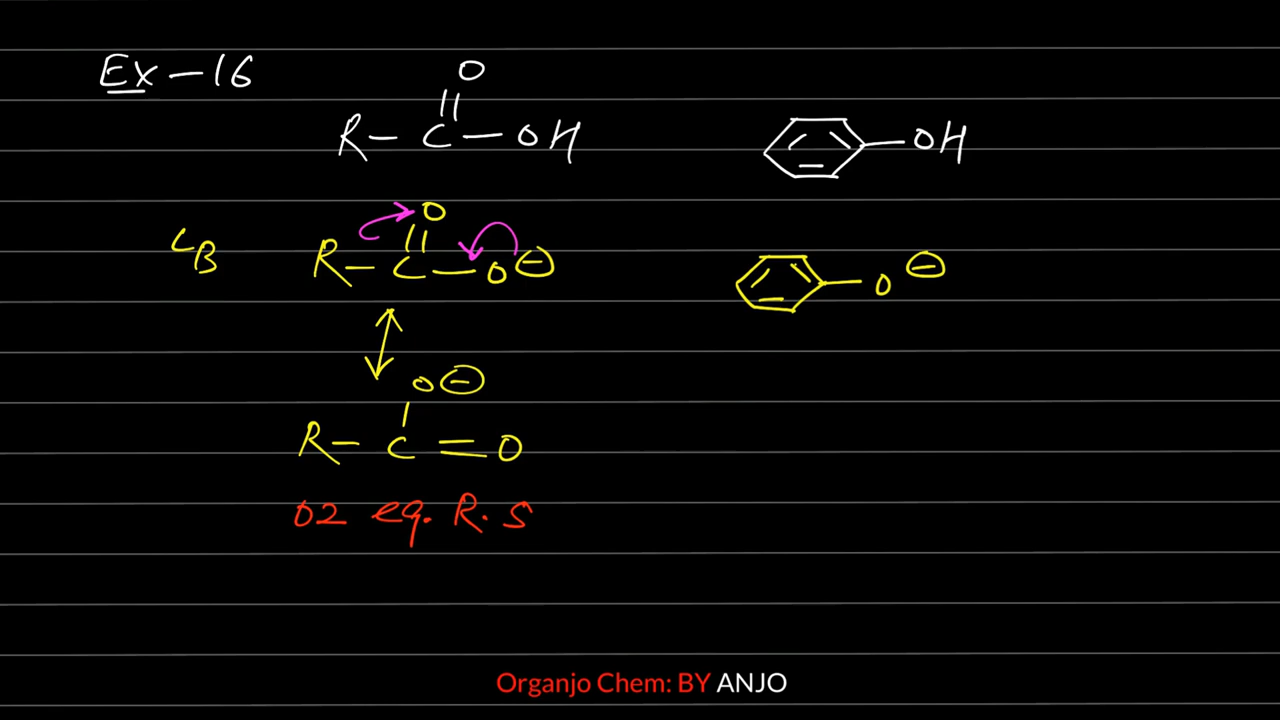 Ex-16
O
||
R-C-OH
-OH
CB
O
||
R-C-O⊖
-O⊖
O⊖
|
R-C=O
02 eq. R.S
Organjo Chem: BY ANJO